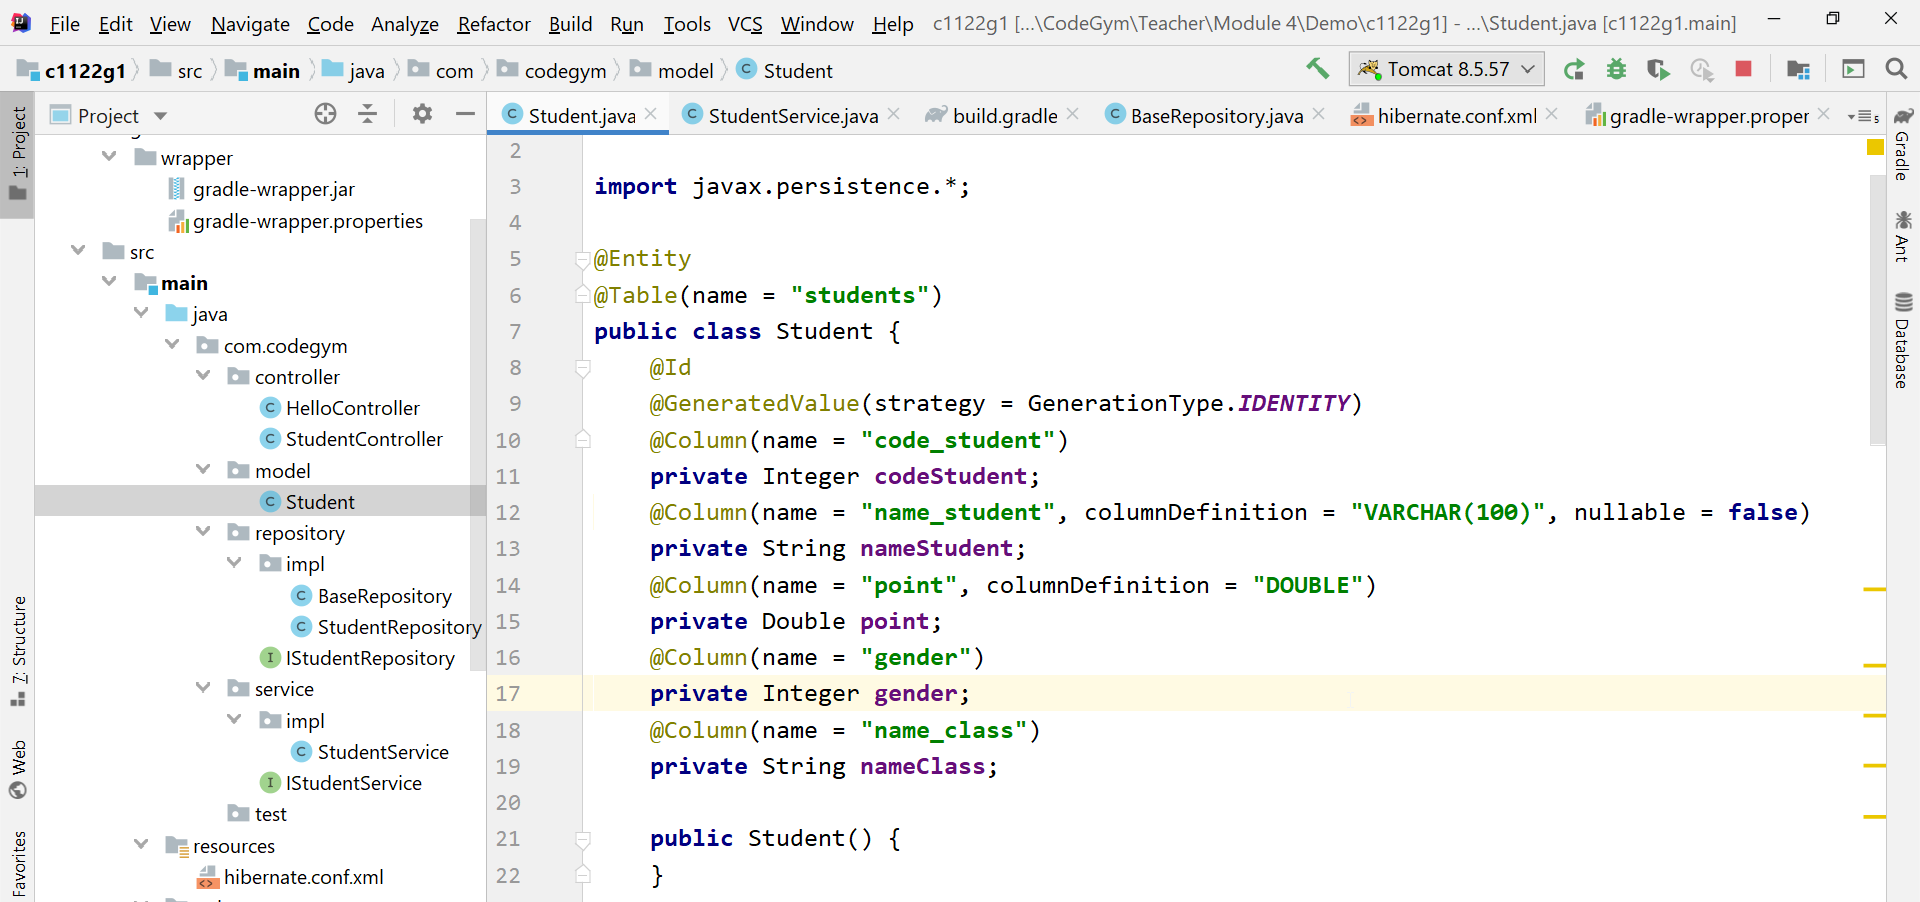 File Edit View Navigate Code Analyze Refactor Build Run Tools VCS Window Help c1122g1 [...\CodeGym\Teacher\Module 4\Demo\c1122g1] - ...\Student.java [c1122g1.main]
c1122g1 src main java com codegym model Student Tomcat 8.5.57
Project
Student.java StudentService.java build.gradle BaseRepository.java hibernate.conf.xml gradle-wrapper.proper 5
1: Project
7: Structure
Web
Favorites
wrapper
gradle-wrapper.jar
gradle-wrapper.properties
src
main
java
com.codegym
controller
HelloController
StudentController
model
Student
repository
impl
BaseRepository
StudentRepository
IStudentRepository
service
impl
StudentService
IStudentService
test
resources
hibernate.conf.xml
2
3 import javax.persistence.*;
4
5 @Entity
6 @Table(name = "students")
7 public class Student {
8 @Id
9 @GeneratedValue(strategy = GenerationType.IDENTITY)
10 @Column(name = "code_student")
11 private Integer codeStudent;
12 @Column(name = "name_student", columnDefinition = "VARCHAR(100)", nullable = false)
13 private String nameStudent;
14 @Column(name = "point", columnDefinition = "DOUBLE")
15 private Double point;
16 @Column(name = "gender")
17 private Integer gender;
18 @Column(name = "name_class")
19 private String nameClass;
20
21 public Student() {
22 }
Gradle
Ant
Database